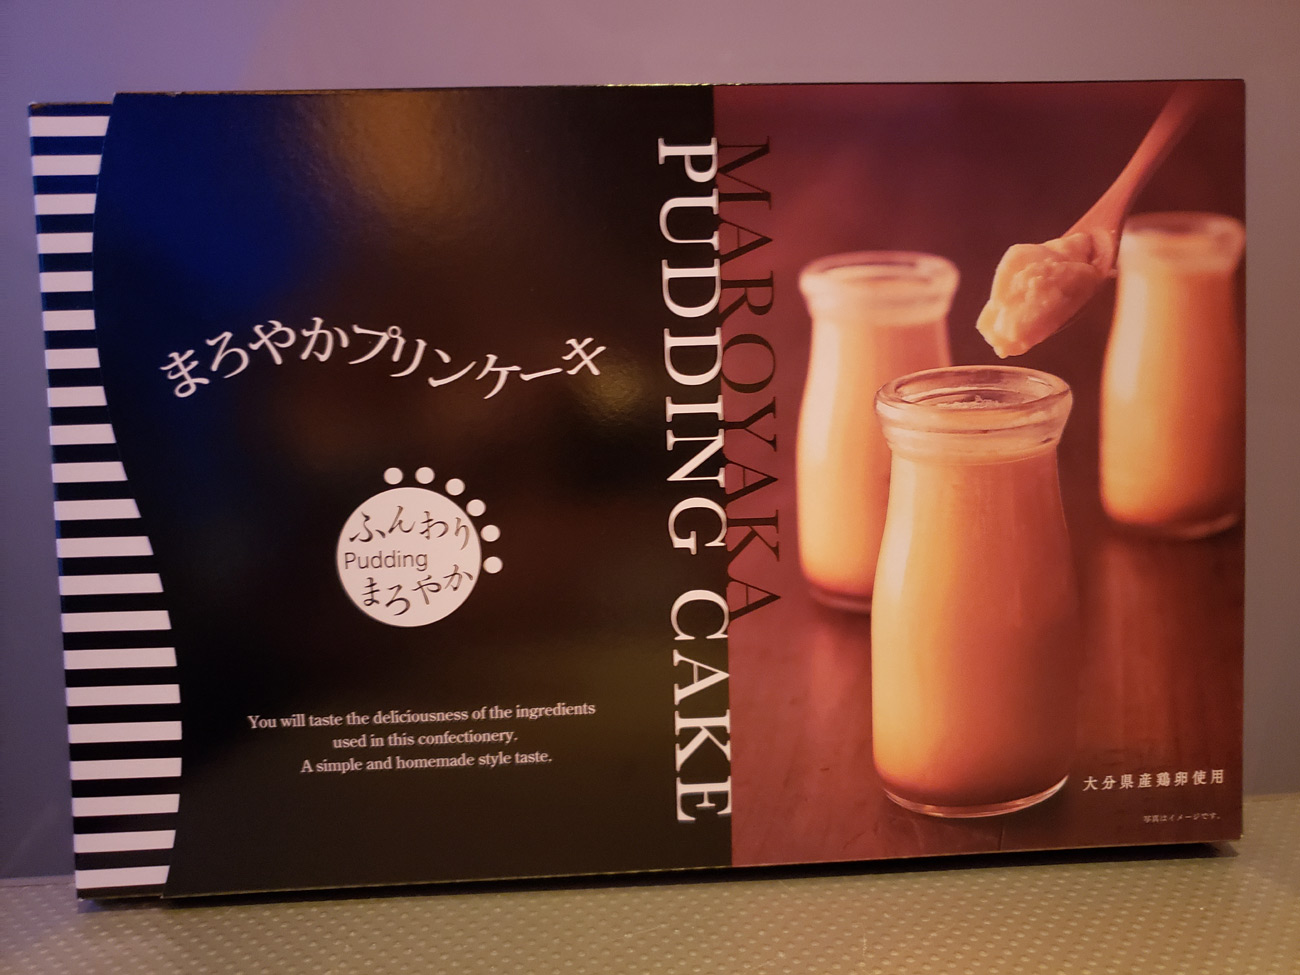 まろやかプリンケーキ
ふんわり
Pudding
まろやか
You will taste the deliciousness of the ingredients
used in this confectionery.
A simple and homemade style taste.
MAROYAKA
PUDDING CAKE
大分県産鶏卵使用
写真はイメージです。